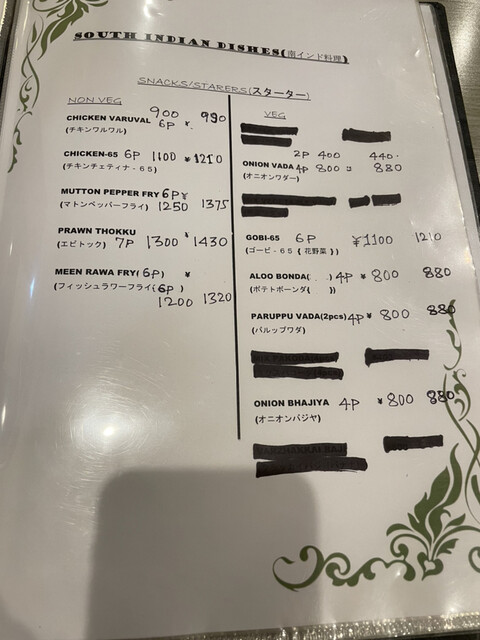 SOUTH INDIAN DISHES(南インド料理)
SNACKS/STARERS(スターター)
NON VEG
CHICKEN VARUVAL 900 6P ¥. 990
(チキンワルワル)
CHICKEN-65 6P 1100 ¥1210
(チキンチェティナ-65)
MUTTON PEPPER FRY 6P ¥
(マトンペッパーフライ) 1250 1375
PRAWN THOKKU ¥
(エビトック) 7P 1300 1430
MEEN RAWA FRY( 6p) ¥
(フィッシュラワーフライ( 6p)
1200 1320
VEG
2P 400 440.
ONION VADA 4P 800 880
(オニオンワダー)
GOBI-65 6P ¥1100 1210
(ゴービ-65 { 花野菜 })
ALOO BONDA( ) 4P ¥ 800 880
(ポテトボーンダ( ))
PARUPPU VADA(2pcs) 4P ¥ 800 880
(パルップワダ)
ONION BHAJIYA 4P ¥800 880
(オニオンバジヤ)